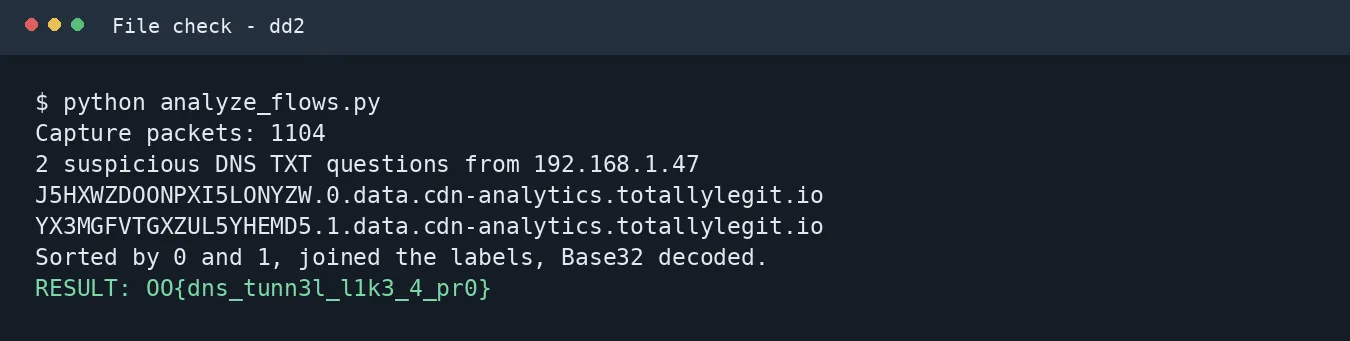 File check - dd2
$ python analyze_flows.py
Capture packets: 1104
2 suspicious DNS TXT questions from 192.168.1.47
J5HXWZDOONPXI5LONYZW.0.data.cdn-analytics.totallylegit.io
YX3MGFVTGXZUL5YHEMD5.1.data.cdn-analytics.totallylegit.io
Sorted by 0 and 1, joined the labels, Base32 decoded.
RESULT: OO{dns_tunn3l_l1k3_4_pr0}